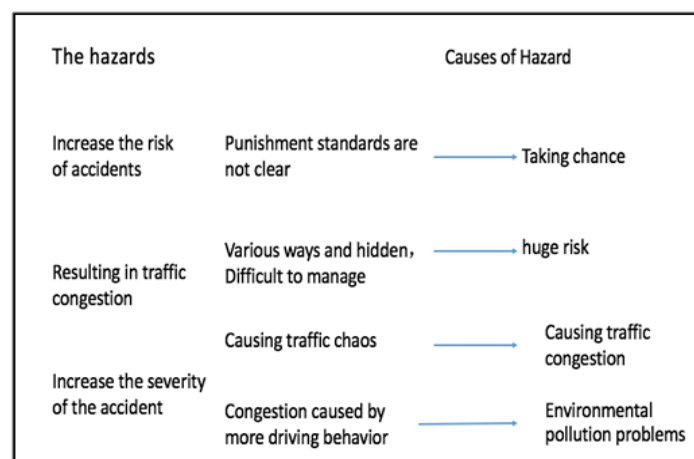 The hazards
Causes of Hazard
Increase the risk
of accidents
Punishment standards are
not clear
Taking chance
Various ways and hidden，
Difficult to manage
huge risk
Resulting in traffic
congestion
Causing traffic chaos
Causing traffic
congestion
Increase the severity
of the accident
Congestion caused by
more driving behavior
Environmental
pollution problems